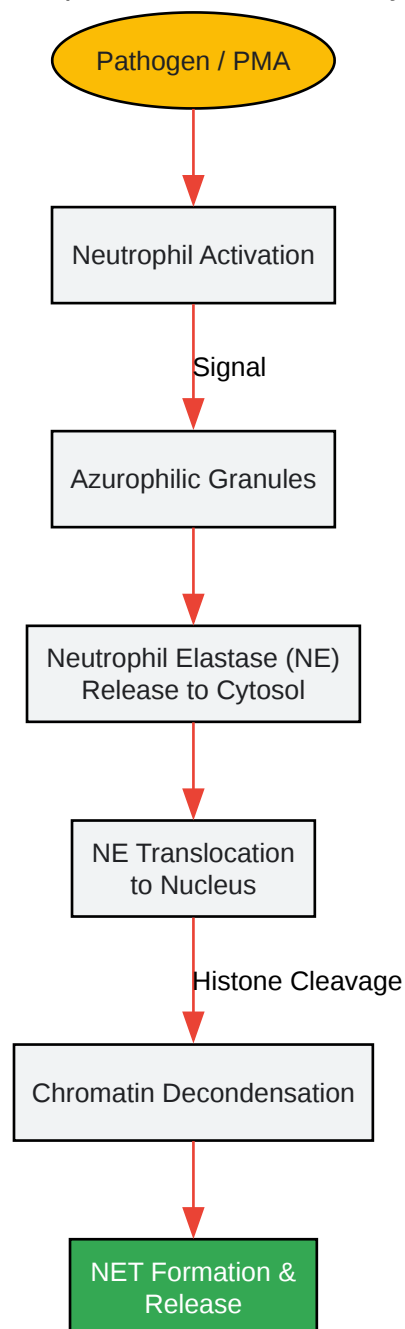 Pathogen / PMA
Neutrophil Activation
Signal
Azurophilic Granules
Neutrophil Elastase (NE)
Release to Cytosol
NE Translocation
to Nucleus
Histone Cleavage
Chromatin Decondensation
NET Formation &
Release